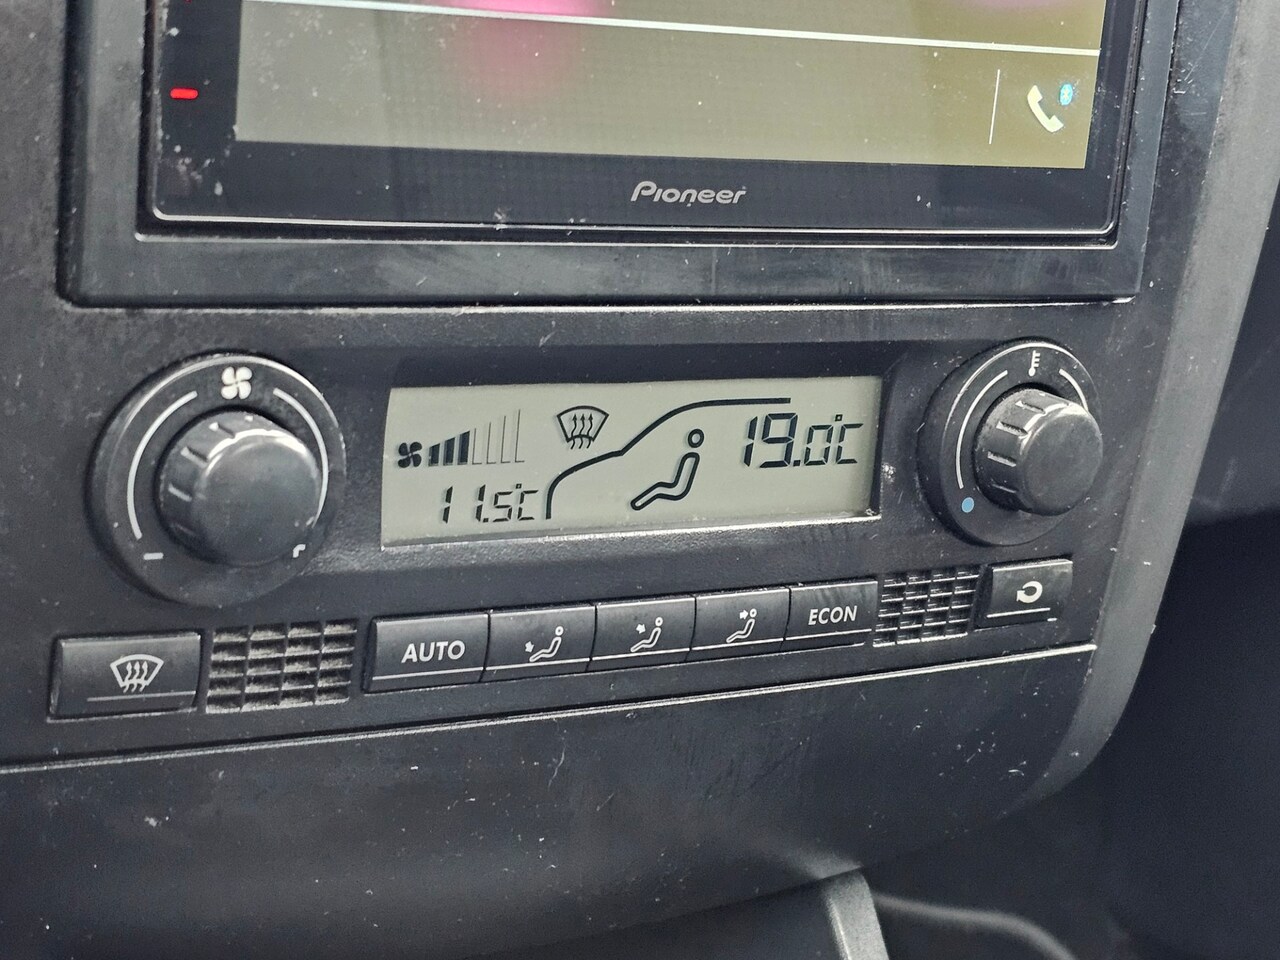 Pioneer
19.0°C
11.5°C
AUTO
ECON